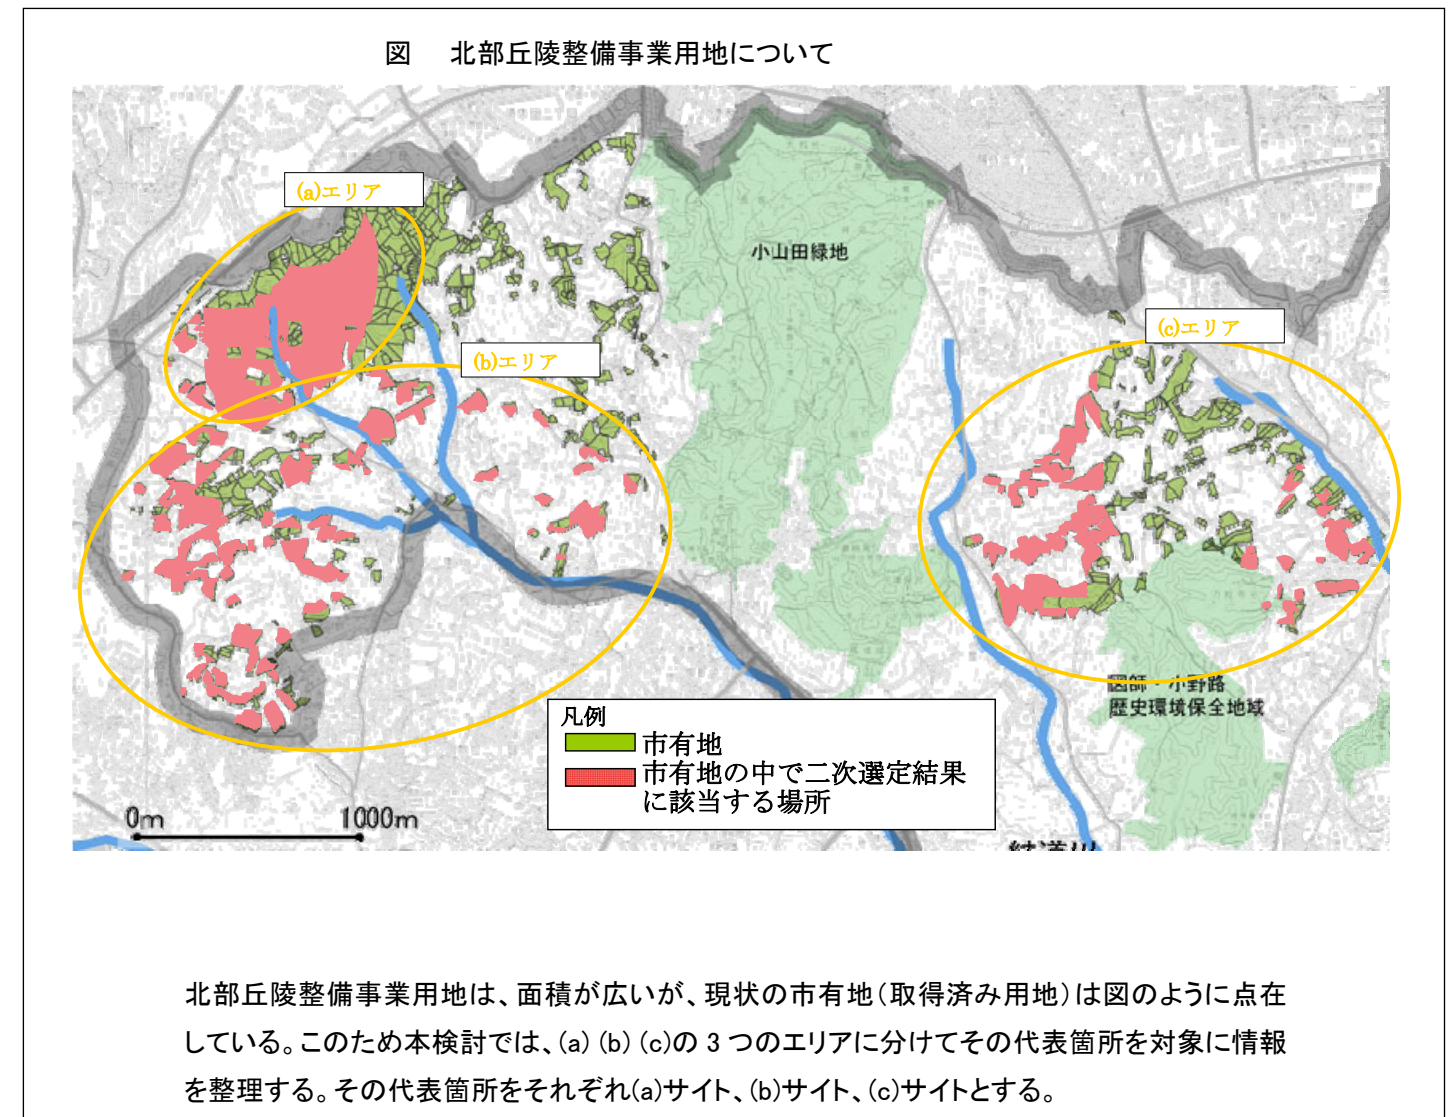 図 北部丘陵整備事業用地について
(a)エリア
小山田緑地
(c)エリア
(b)エリア
図師 小野路
歴史環境保全地域
凡例
市有地
市有地の中で二次選定結果
に該当する場所
0m 1000m
北部丘陵整備事業用地は、面積が広いが、現状の市有地（取得済み用地）は図のように点在
している。このため本検討では、(a) (b) (c)の 3 つのエリアに分けてその代表箇所を対象に情報
を整理する。その代表箇所をそれぞれ(a)サイト、(b)サイト、(c)サイトとする。